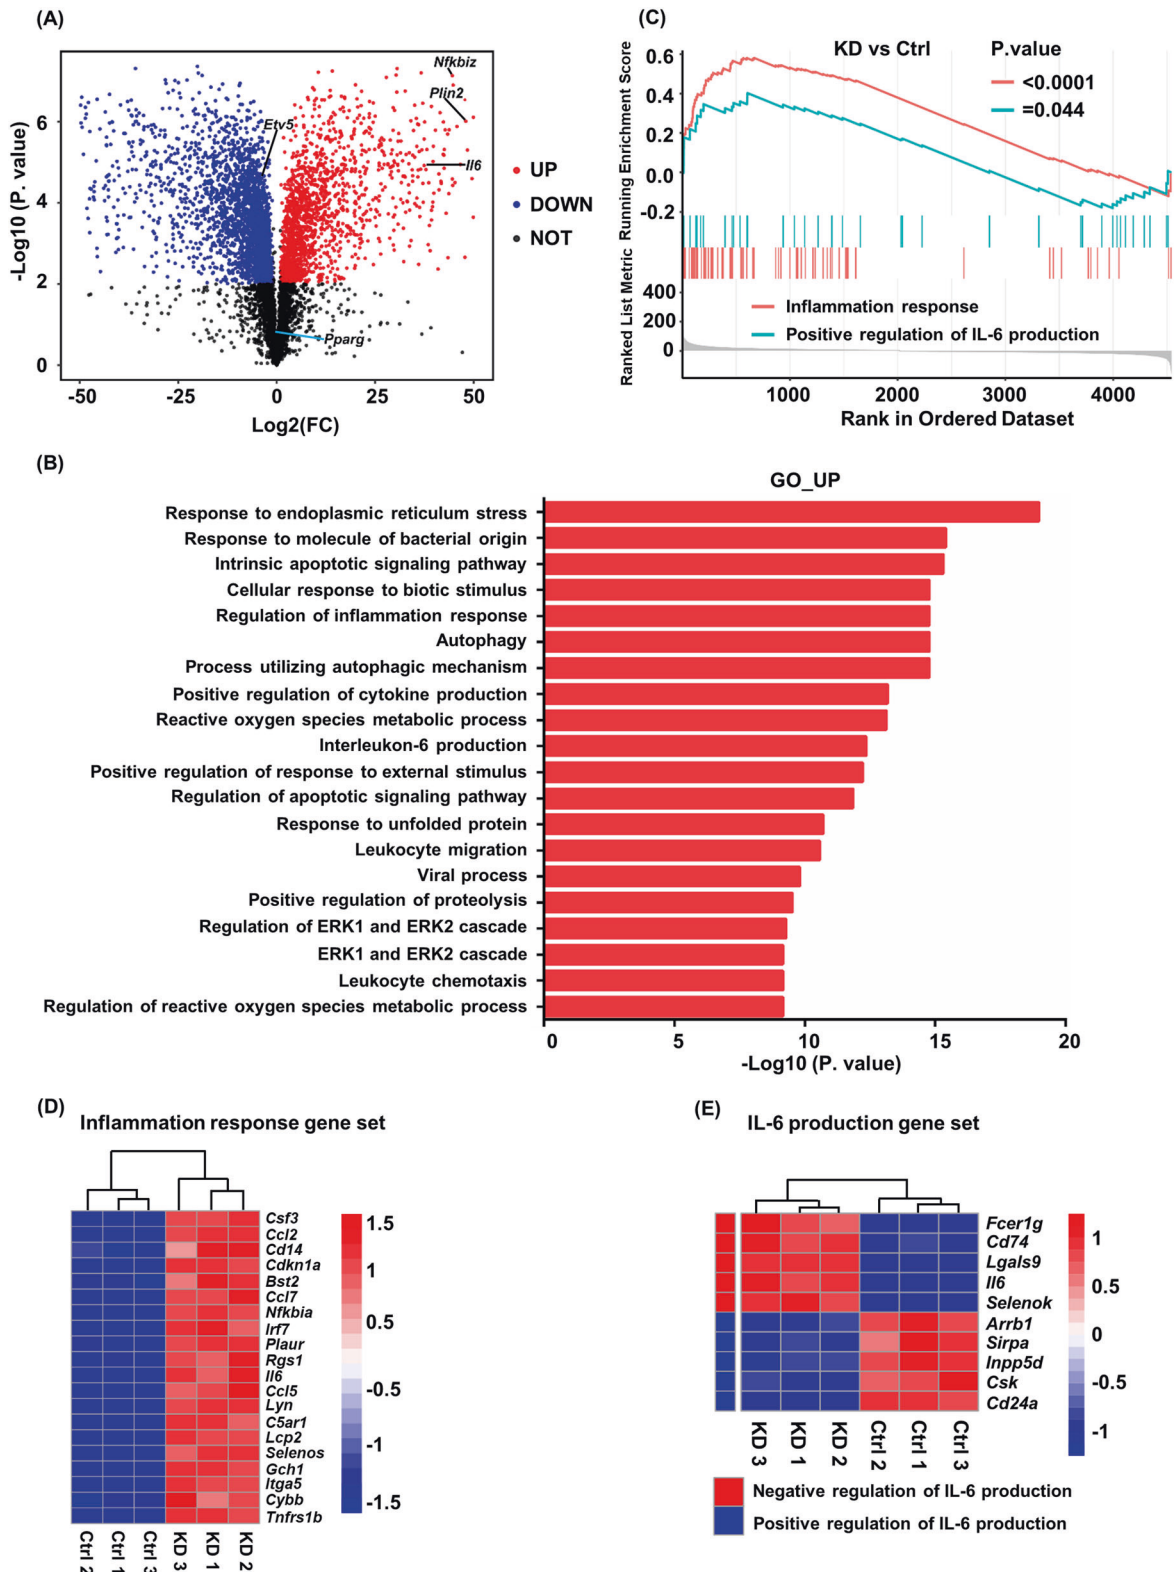 (A)
-Log10 (P. value)
6
4
2
0
-50
-25
0
25
50
Log2(FC)
Nfkbiz
Plin2
Etv5
Il6
Pparg
UP
DOWN
NOT
(C)
KD vs Ctrl
P.value
<0.0001
=0.044
Running Enrichment Score
0.6
0.4
0.2
0.0
-0.2
Ranked List Metric
400
200
0
Inflammation response
Positive regulation of IL-6 production
1000
2000
3000
4000
Rank in Ordered Dataset
(B)
GO_UP
Response to endoplasmic reticulum stress
Response to molecule of bacterial origin
Intrinsic apoptotic signaling pathway
Cellular response to biotic stimulus
Regulation of inflammation response
Autophagy
Process utilizing autophagic mechanism
Positive regulation of cytokine production
Reactive oxygen species metabolic process
Interleukon-6 production
Positive regulation of response to external stimulus
Regulation of apoptotic signaling pathway
Response to unfolded protein
Leukocyte migration
Viral process
Positive regulation of proteolysis
Regulation of ERK1 and ERK2 cascade
ERK1 and ERK2 cascade
Leukocyte chemotaxis
Regulation of reactive oxygen species metabolic process
0
5
10
15
20
-Log10 (P. value)
(D)
Inflammation response gene set
Csf3
Ccl2
Cd14
Cdkn1a
Bst2
Ccl7
Nfkbia
Irf7
Plaur
Rgs1
Il6
Ccl5
Lyn
C5ar1
Lcp2
Selenos
Gch1
Itga5
Cybb
Tnfrs1b
1.5
1
0.5
0
-0.5
-1
-1.5
Ctrl 2
Ctrl 1
Ctrl 3
KD 3
KD 1
KD 2
(E)
IL-6 production gene set
Fcer1g
Cd74
Lgals9
Il6
Selenok
Arrb1
Sirpa
Inpp5d
Csk
Cd24a
1
0.5
0
-0.5
-1
KD 3
KD 1
KD 2
Ctrl 2
Ctrl 1
Ctrl 3
Negative regulation of IL-6 production
Positive regulation of IL-6 production